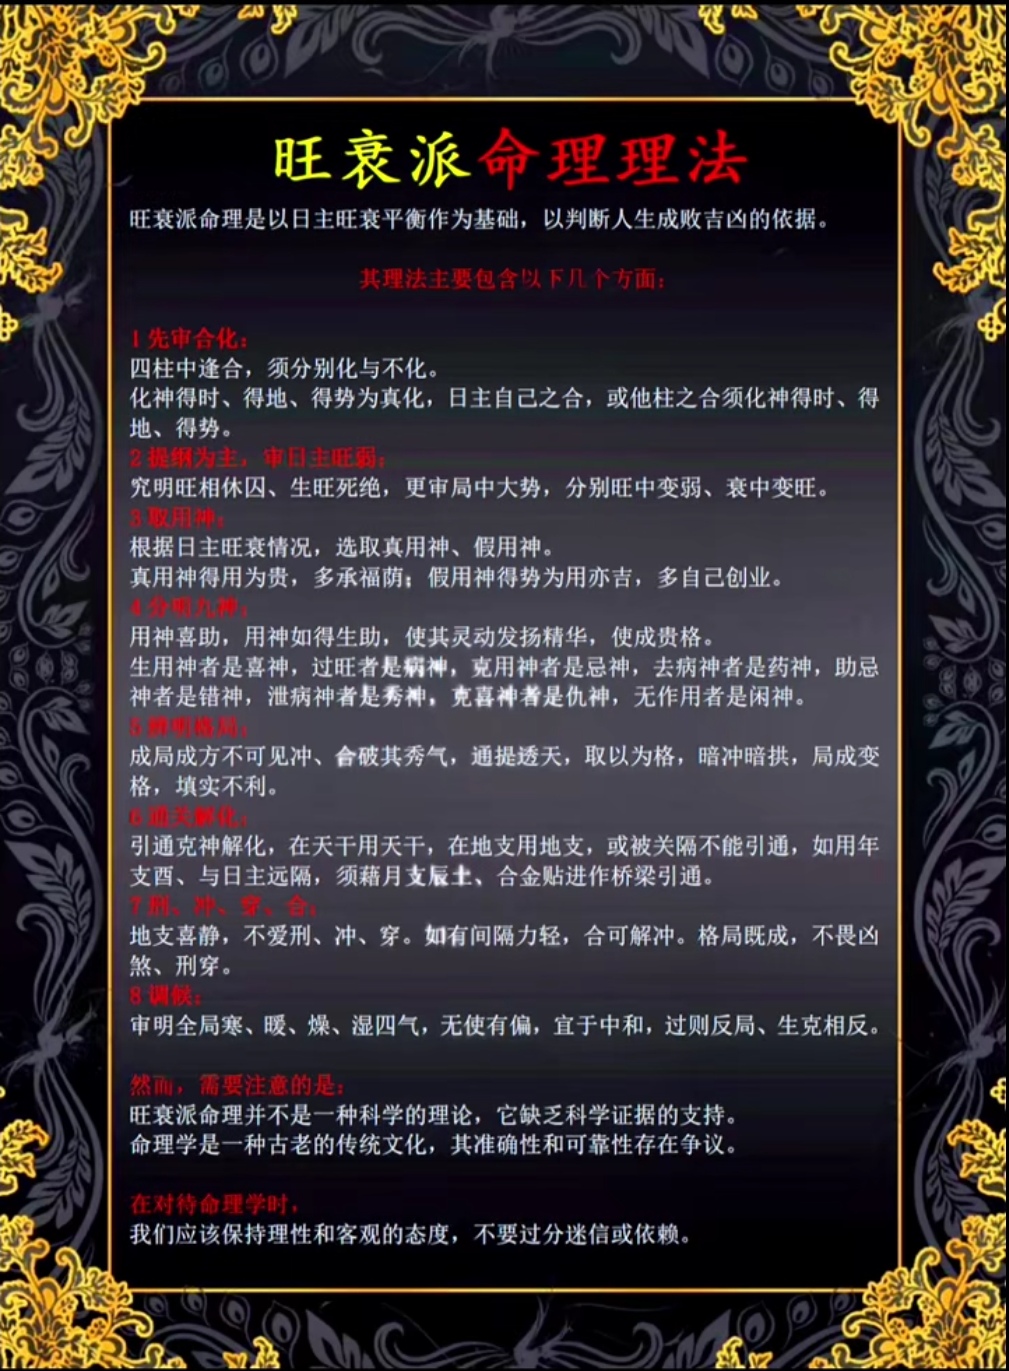 旺衰派命理理法
旺衰派命理是以日主旺衰平衡作为基础，以判断人生成败吉凶的依据。
其理法主要包含以下几个方面：
1 先审合化：
四柱中逢合，须分别化与不化。
化神得时、得地、得势为真化，日主自己之合，或他柱之合须化神得时、得
地、得势。
2 提纲为主，审日主旺弱：
究明旺相休囚、生旺死绝，更审局中大势，分别旺中变弱、衰中变旺。
3 取用神：
根据日主旺衰情况，选取真用神、假用神。
真用神得用为贵，多承福荫；假用神得势为用亦吉，多自己创业。
4 分明九神：
用神喜助，用神如得生助，使其灵动发扬精华，使成贵格。
生用神者是喜神，过旺者是病神，克用神者是忌神，去病神者是药神，助忌
神者是错神，泄病神者是秀神，克喜神者是仇神，无作用者是闲神。
5 辨明格局：
成局成方不可见冲、合破其秀气，通提透天，取以为格，暗冲暗拱，局成变
格，填实不利。
6 通关解化：
引通克神解化，在天干用天干，在地支用地支，或被关隔不能引通，如用年
支酉、与日主远隔，须藉月支辰土、合金贴进作桥梁引通。
7 刑、冲、穿、合：
地支喜静，不爱刑、冲、穿。如有间隔力轻，合可解冲。格局既成，不畏凶
煞、刑穿。
8 调候：
审明全局寒、暖、燥、湿四气，无使有偏，宜于中和，过则反局、生克相反。
然而，需要注意的是：
旺衰派命理并不是一种科学的理论，它缺乏科学证据的支持。
命理学是一种古老的传统文化，其准确性和可靠性存在争议。
在对待命理学时，
我们应该保持理性和客观的态度，不要过分迷信或依赖。